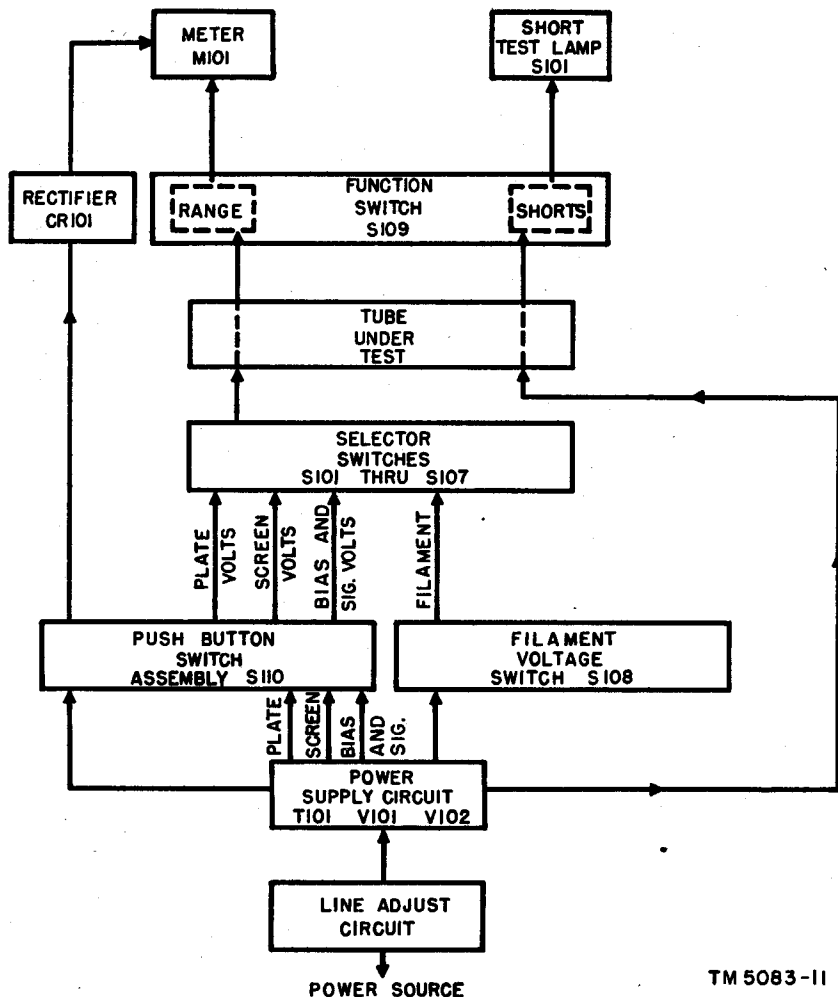 METER
M101
SHORT
TEST LAMP
S101
RECTIFIER
CR101
FUNCTION
SWITCH
S109
RANGE
SHORTS
TUBE
UNDER
TEST
SELECTOR
SWITCHES
S101 THRU S107
PLATE
VOLTS
SCREEN
VOLTS
BIAS AND
SIG. VOLTS
FILAMENT
PUSH BUTTON
SWITCH
ASSEMBLY S110
FILAMENT
VOLTAGE
SWITCH S108
PLATE
SCREEN
BIAS
AND
SIG.
POWER
SUPPLY CIRCUIT
T101 V101 V102
LINE ADJUST
CIRCUIT
POWER SOURCE
TM 5083-11